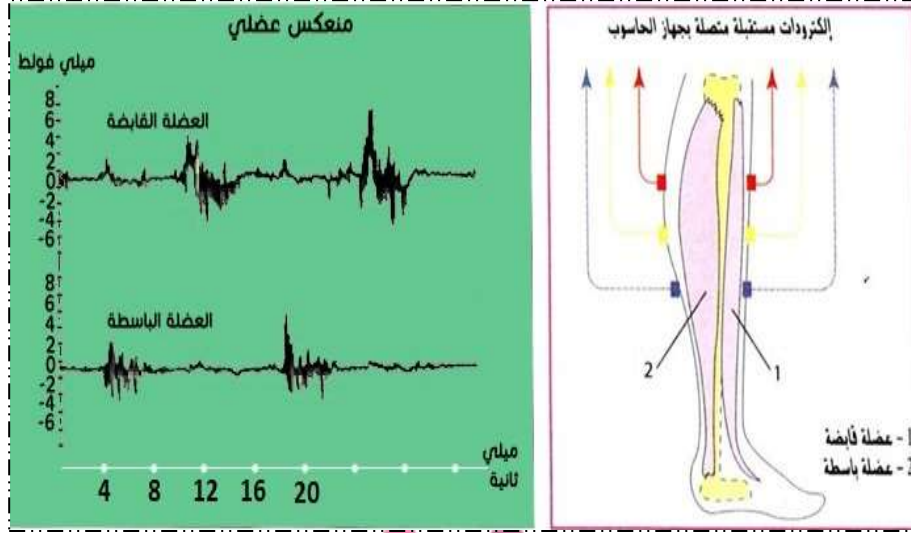 منعكس عضلي
ميلي فولط
8
6
4
2
0
-2
-4
-6
العضلة القابضة
8
6
4
2
0
-2
-4
-6
العضلة الباسطة
4 8 12 16 20
ميلي
ثانية
إلكترودات مستقبلة متصلة بجهاز الحاسوب
2
1
1 - عضلة قابضة
2 - عضلة باسطة